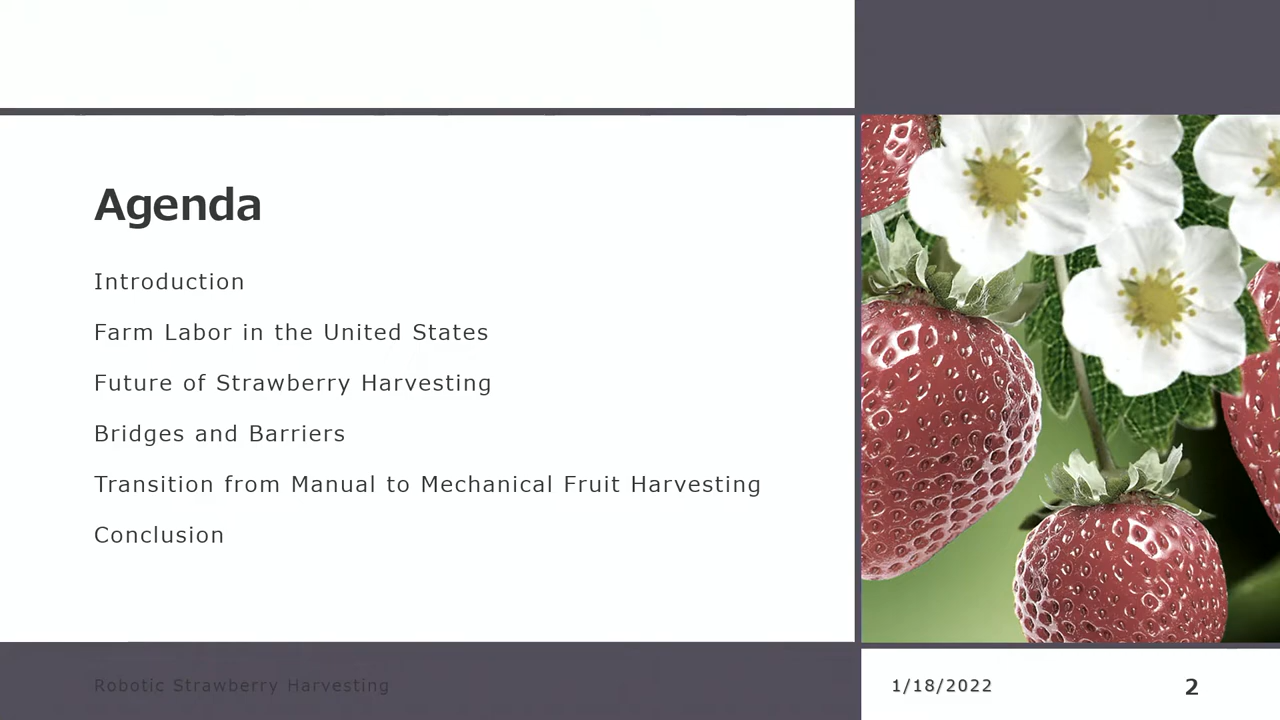 Agenda
Introduction
Farm Labor in the United States
Future of Strawberry Harvesting
Bridges and Barriers
Transition from Manual to Mechanical Fruit Harvesting
Conclusion
Robotic Strawberry Harvesting
1/18/2022
2